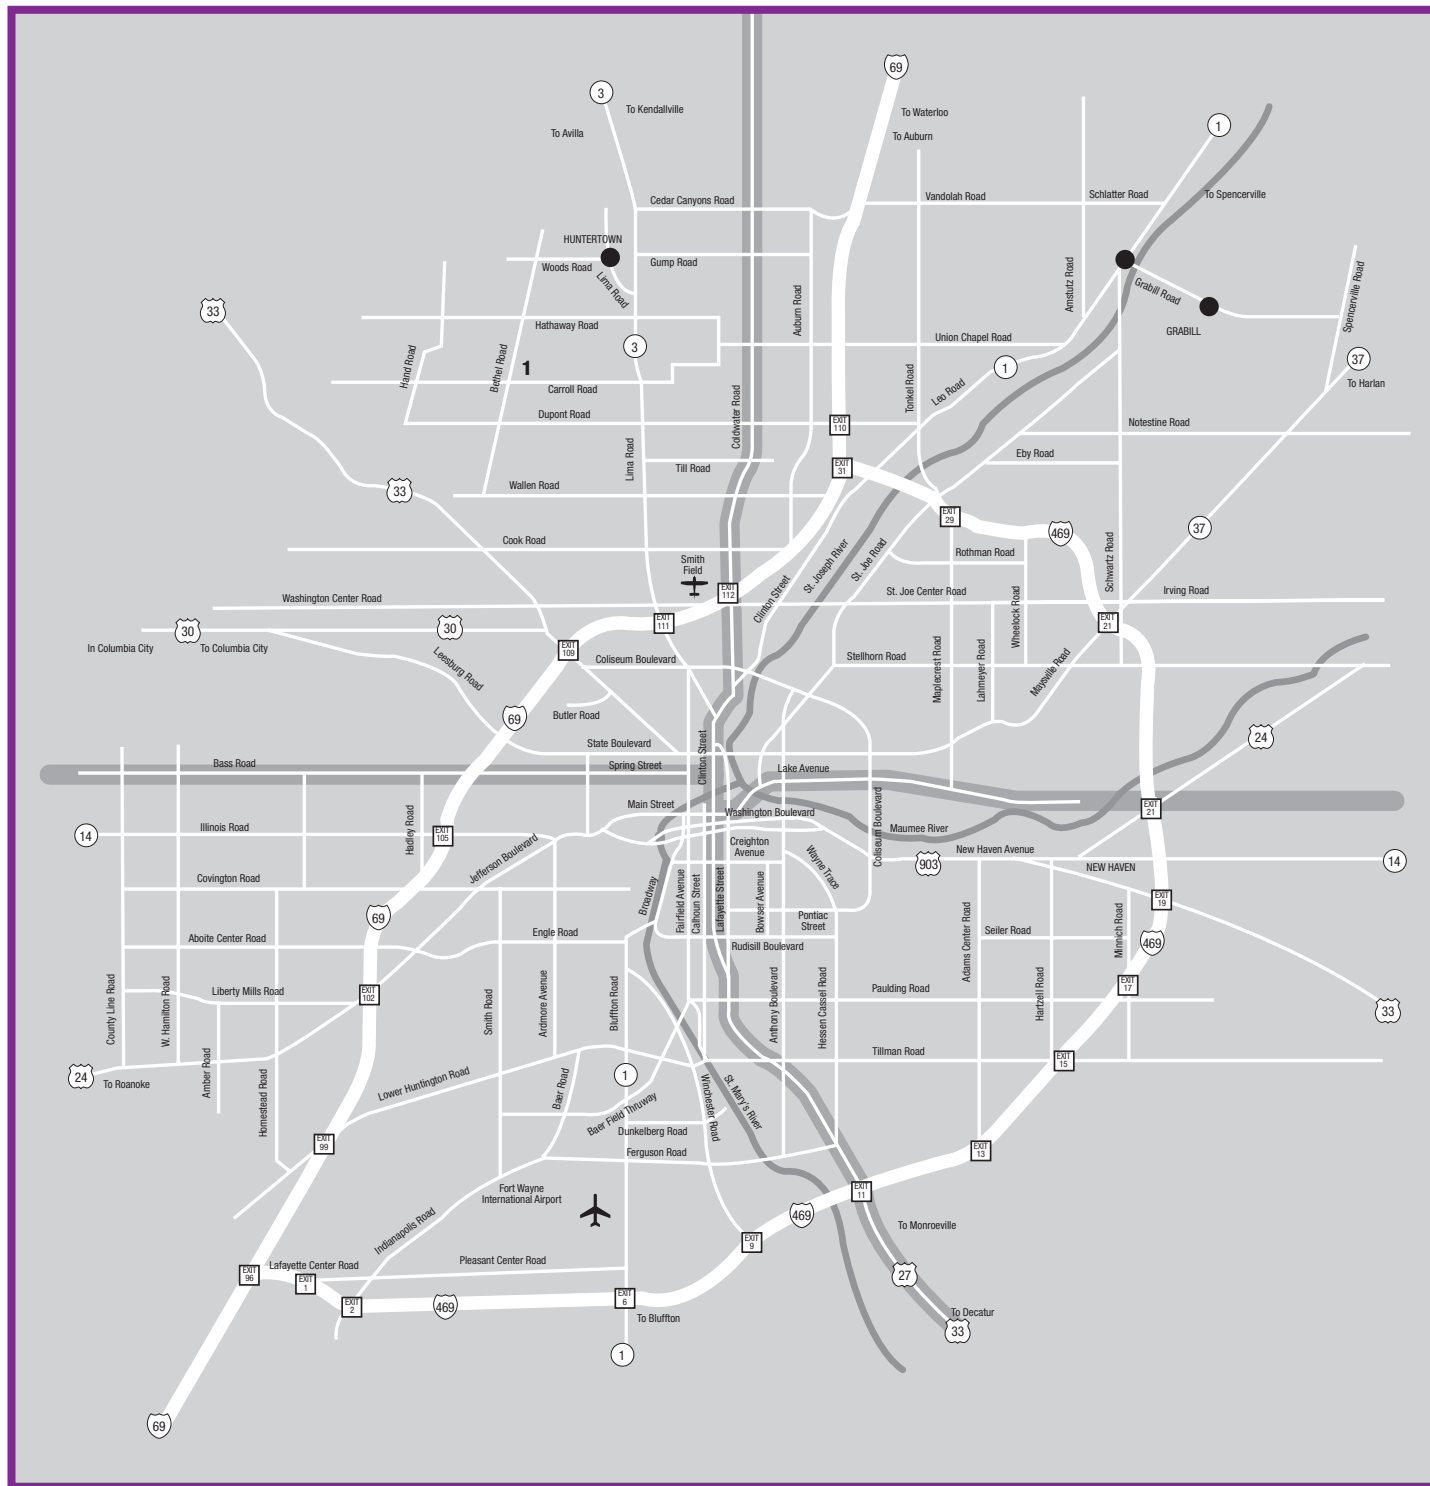 69
3
To Kendallville
To Waterloo
1
To Avilla
To Auburn
Cedar Canyons Road
Vandolah Road
Schlatter Road
To Spencerville
HUNTERTOWN
Woods Road
Gump Road
Lima Road
Amstutz Road
Grabill Road
Spencerville Road
33
Auburn Road
Hathaway Road
GRABILL
Union Chapel Road
3
Hand Road
Bethel Road
1
1
37
Carroll Road
Tonkel Road
Leo Road
To Harlan
Coldwater Road
Dupont Road
EXIT
110
Notestine Road
Lima Road
Till Road
EXIT
31
Eby Road
33
Wallen Road
EXIT
29
469
37
Cook Road
Rothman Road
Schwartz Road
Smith
Field
St. Joseph River
St. Joe Road
Clinton Street
Washington Center Road
EXIT
112
St. Joe Center Road
Irving Road
Wheelock Road
30
30
EXIT
111
EXIT
21
In Columbia City
To Columbia City
EXIT
109
Coliseum Boulevard
Stellhorn Road
Leesburg Road
Maplecrest Road
Lahmeyer Road
Maysville Road
69
Butler Road
State Boulevard
Clinton Street
24
Bass Road
Spring Street
Lake Avenue
Main Street
Washington Boulevard
EXIT
21
14
Illinois Road
Hadley Road
EXIT
105
Coliseum Boulevard
Maumee River
Jefferson Boulevard
Creighton
Avenue
Wayne Trace
New Haven Avenue
903
NEW HAVEN
14
Covington Road
Broadway
Fairfield Avenue
Calhoun Street
Lafayette Street
Bowser Avenue
EXIT
19
69
Pontiac
Street
Aboite Center Road
Engle Road
Rudisill Boulevard
Adams Center Road
Seiler Road
Minnich Road
469
County Line Road
W. Hamilton Road
Liberty Mills Road
EXIT
102
Smith Road
Ardmore Avenue
Bluffton Road
Anthony Boulevard
Hessen Cassel Road
Paulding Road
Hartzell Road
EXIT
17
33
Tillman Road
EXIT
15
24
To Roanoke
Amber Road
Homestead Road
Lower Huntington Road
Baer Road
1
Baer Field Thruway
Winchester Road
St. Mary's River
EXIT
99
Dunkelberg Road
Ferguson Road
EXIT
13
Fort Wayne
International Airport
EXIT
11
469
Indianapolis Road
To Monroeville
EXIT
9
Lafayette Center Road
Pleasant Center Road
EXIT
96
EXIT
1
27
EXIT
2
469
EXIT
6
To Bluffton
To Decatur
33
1
69